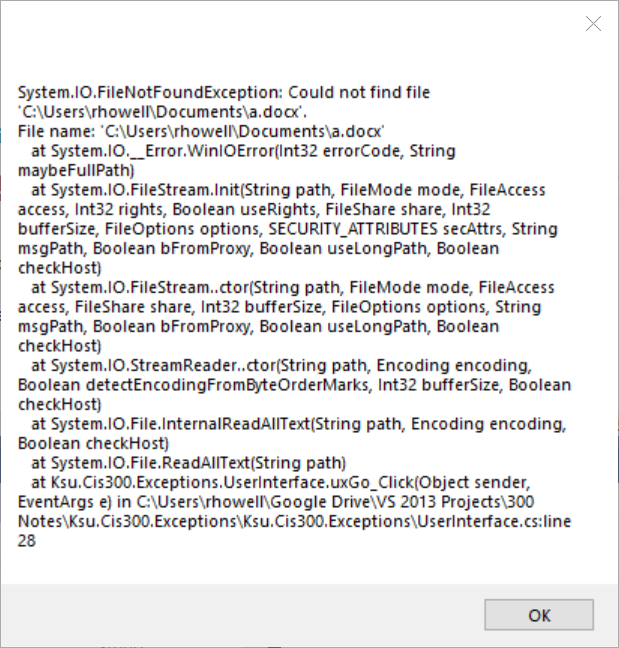 System.IO.FileNotFoundException: Could not find file
'C:\Users\rhowell\Documents\a.docx'.
File name: 'C:\Users\rhowell\Documents\a.docx'
   at System.IO.__Error.WinIOError(Int32 errorCode, String
maybeFullPath)
   at System.IO.FileStream.Init(String path, FileMode mode, FileAccess
access, Int32 rights, Boolean useRights, FileShare share, Int32
bufferSize, FileOptions options, SECURITY_ATTRIBUTES secAttrs, String
msgPath, Boolean bFromProxy, Boolean useLongPath, Boolean
checkHost)
   at System.IO.FileStream..ctor(String path, FileMode mode, FileAccess
access, FileShare share, Int32 bufferSize, FileOptions options, String
msgPath, Boolean bFromProxy, Boolean useLongPath, Boolean
checkHost)
   at System.IO.StreamReader..ctor(String path, Encoding encoding,
Boolean detectEncodingFromByteOrderMarks, Int32 bufferSize, Boolean
checkHost)
   at System.IO.File.InternalReadAllText(String path, Encoding encoding,
Boolean checkHost)
   at System.IO.File.ReadAllText(String path)
   at Ksu.Cis300.Exceptions.UserInterface.uxGo_Click(Object sender,
EventArgs e) in C:\Users\rhowell\Google Drive\VS 2013 Projects\300
Notes\Ksu.Cis300.Exceptions\Ksu.Cis300.Exceptions\UserInterface.cs:line
28
OK